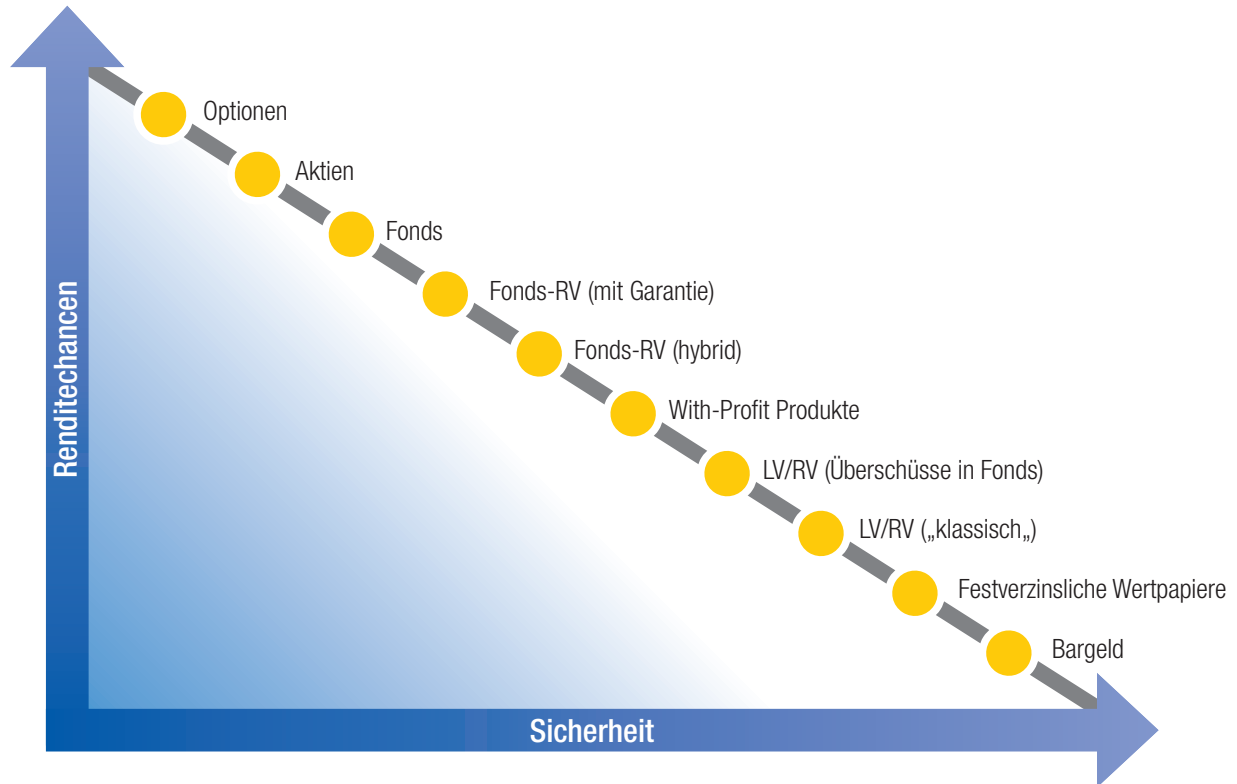 Optionen
Aktien
Fonds
Fonds-RV (mit Garantie)
Fonds-RV (hybrid)
With-Profit Produkte
LV/RV (Überschüsse in Fonds)
LV/RV („klassisch„)
Festverzinsliche Wertpapiere
Bargeld
Renditechancen
Sicherheit